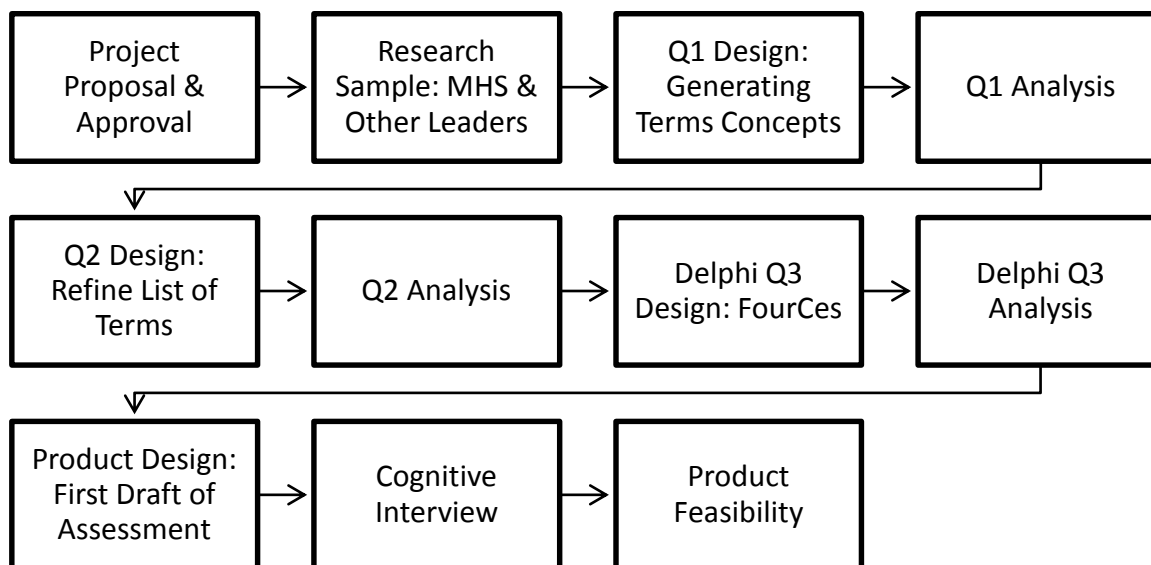 Project
Proposal &
Approval
Research
Sample: MHS &
Other Leaders
Q1 Design:
Generating
Terms Concepts
Q1 Analysis
Q2 Design:
Refine List of
Terms
Q2 Analysis
Delphi Q3
Design: FourCes
Delphi Q3
Analysis
Product Design:
First Draft of
Assessment
Cognitive
Interview
Product
Feasibility